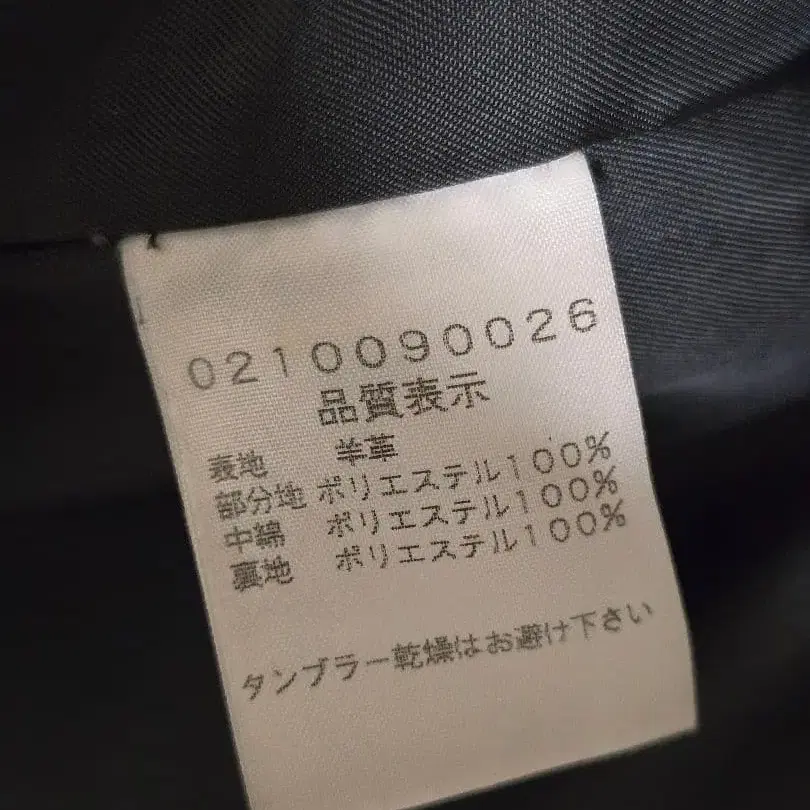 0210090026
品質表示
表地 羊革
部分地 ポリエステル100%
中綿 ポリエステル100%
裏地 ポリエステル100%
タンブラー乾燥はお避け下さい